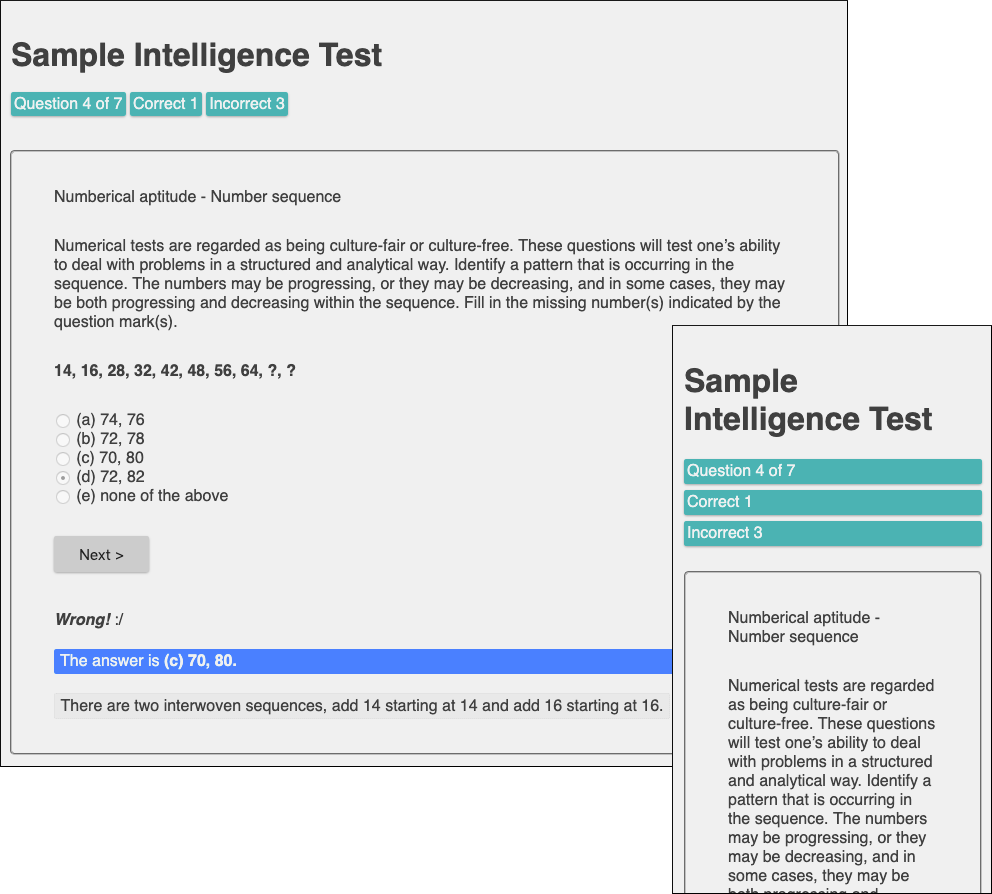 Sample Intelligence Test
Question 4 of 7 Correct 1 Incorrect 3
Numberical aptitude - Number sequence
Numerical tests are regarded as being culture-fair or culture-free. These questions will test one’s ability
to deal with problems in a structured and analytical way. Identify a pattern that is occurring in the
sequence. The numbers may be progressing, or they may be decreasing, and in some cases, they may
be both progressing and decreasing within the sequence. Fill in the missing number(s) indicated by the
question mark(s).
14, 16, 28, 32, 42, 48, 56, 64, ?, ?
(a) 74, 76
(b) 72, 78
(c) 70, 80
(d) 72, 82
(e) none of the above
Next >
Wrong! :/
The answer is (c) 70, 80.
There are two interwoven sequences, add 14 starting at 14 and add 16 starting at 16.
Sample
Intelligence Test
Question 4 of 7
Correct 1
Incorrect 3
Numberical aptitude -
Number sequence
Numerical tests are regarded
as being culture-fair or
culture-free. These questions
will test one’s ability to deal
with problems in a structured
and analytical way. Identify a
pattern that is occurring in
the sequence. The numbers
may be progressing, or they
may be decreasing, and in
some cases, they may be
both progressing and